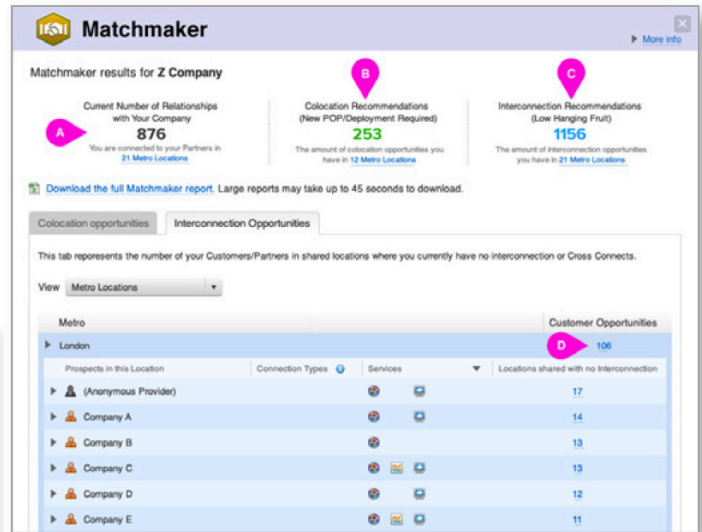 Matchmaker
More info
Matchmaker results for Z Company
B
C
A
Current Number of Relationships
with Your Company
876
You are connected to your Partners in
21 Metro Locations
Colocation Recommendations
(New POP/Deployment Required)
253
The amount of colocation opportunities you
have in 12 Metro Locations
Interconnection Recommendations
(Low Hanging Fruit)
1156
The amount of interconnection opportunities
you have in 21 Metro Locations
Download the full Matchmaker report. Large reports may take up to 45 seconds to download.
Colocation opportunities Interconnection Opportunities
This tab reporesents the number of your Customers/Partners in shared locations where you currently have no interconnection or Cross Connects.
View Metro Locations
Metro Customer Opportunities
London D 106
Prospects in this Location Connection Types ? Services Locations shared with no Interconnection
(Anonymous Provider) 17
Company A 14
Company B 13
Company C 13
Company D 12
Company E 11